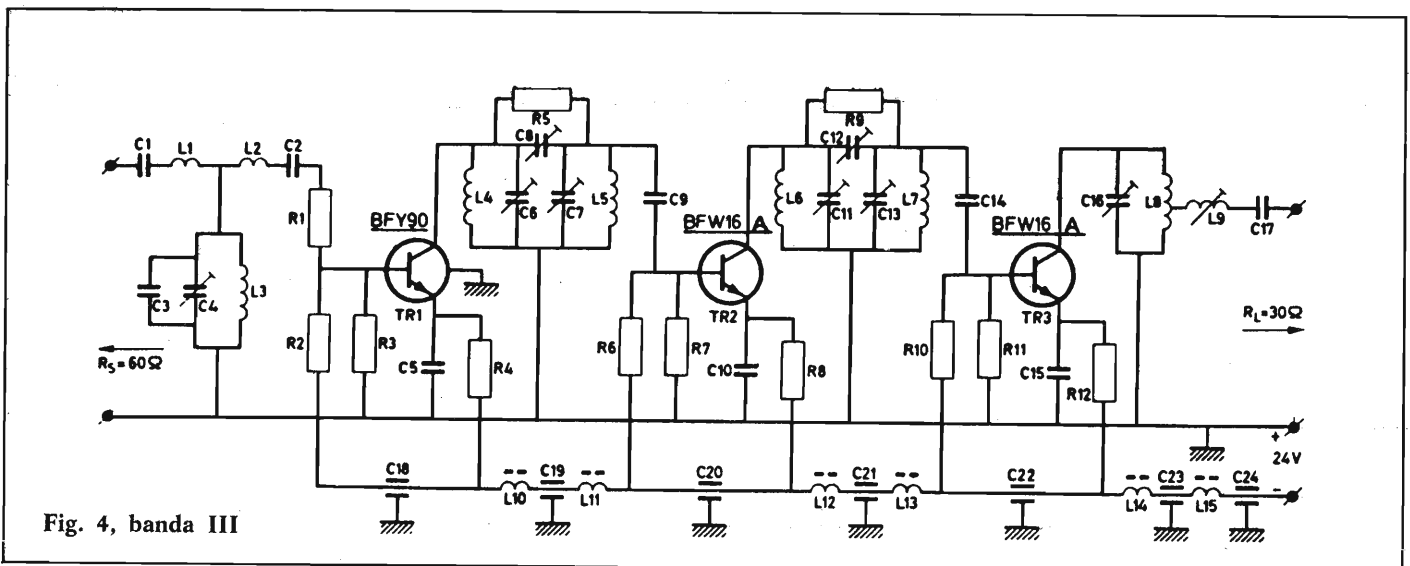 R5
R9
C8
C12
C1
L1
L2
C2
L4
C6
C7
L5
C9
L6
C11
C13
L7
C14
C16
L8
L9
C17
R1
BFY90
BFW16 A
BFW16 A
C3
C4
L3
TR1
TR2
TR3
RS=60Ω
RL=30Ω
R2
R3
C5
R4
R6
R7
C10
R8
R10
R11
C15
R12
+
24V
-
C18
C19
C20
C21
C22
C23
C24
L10
L11
L12
L13
L14
L15
Fig. 4, banda III